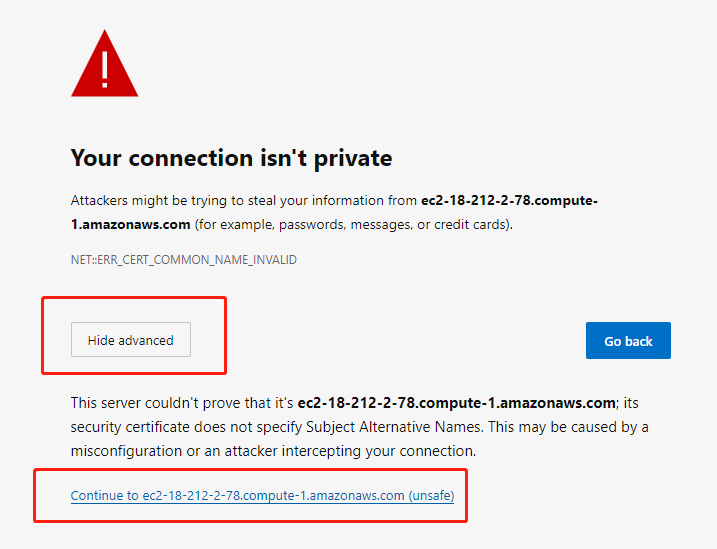 Your connection isn't private
Attackers might be trying to steal your information from ec2-18-212-2-78.compute-
1.amazonaws.com (for example, passwords, messages, or credit cards).
NET::ERR_CERT_COMMON_NAME_INVALID
Hide advanced
Go back
This server couldn't prove that it's ec2-18-212-2-78.compute-1.amazonaws.com; its
security certificate does not specify Subject Alternative Names. This may be caused by a
misconfiguration or an attacker intercepting your connection.
Continue to ec2-18-212-2-78.compute-1.amazonaws.com (unsafe)